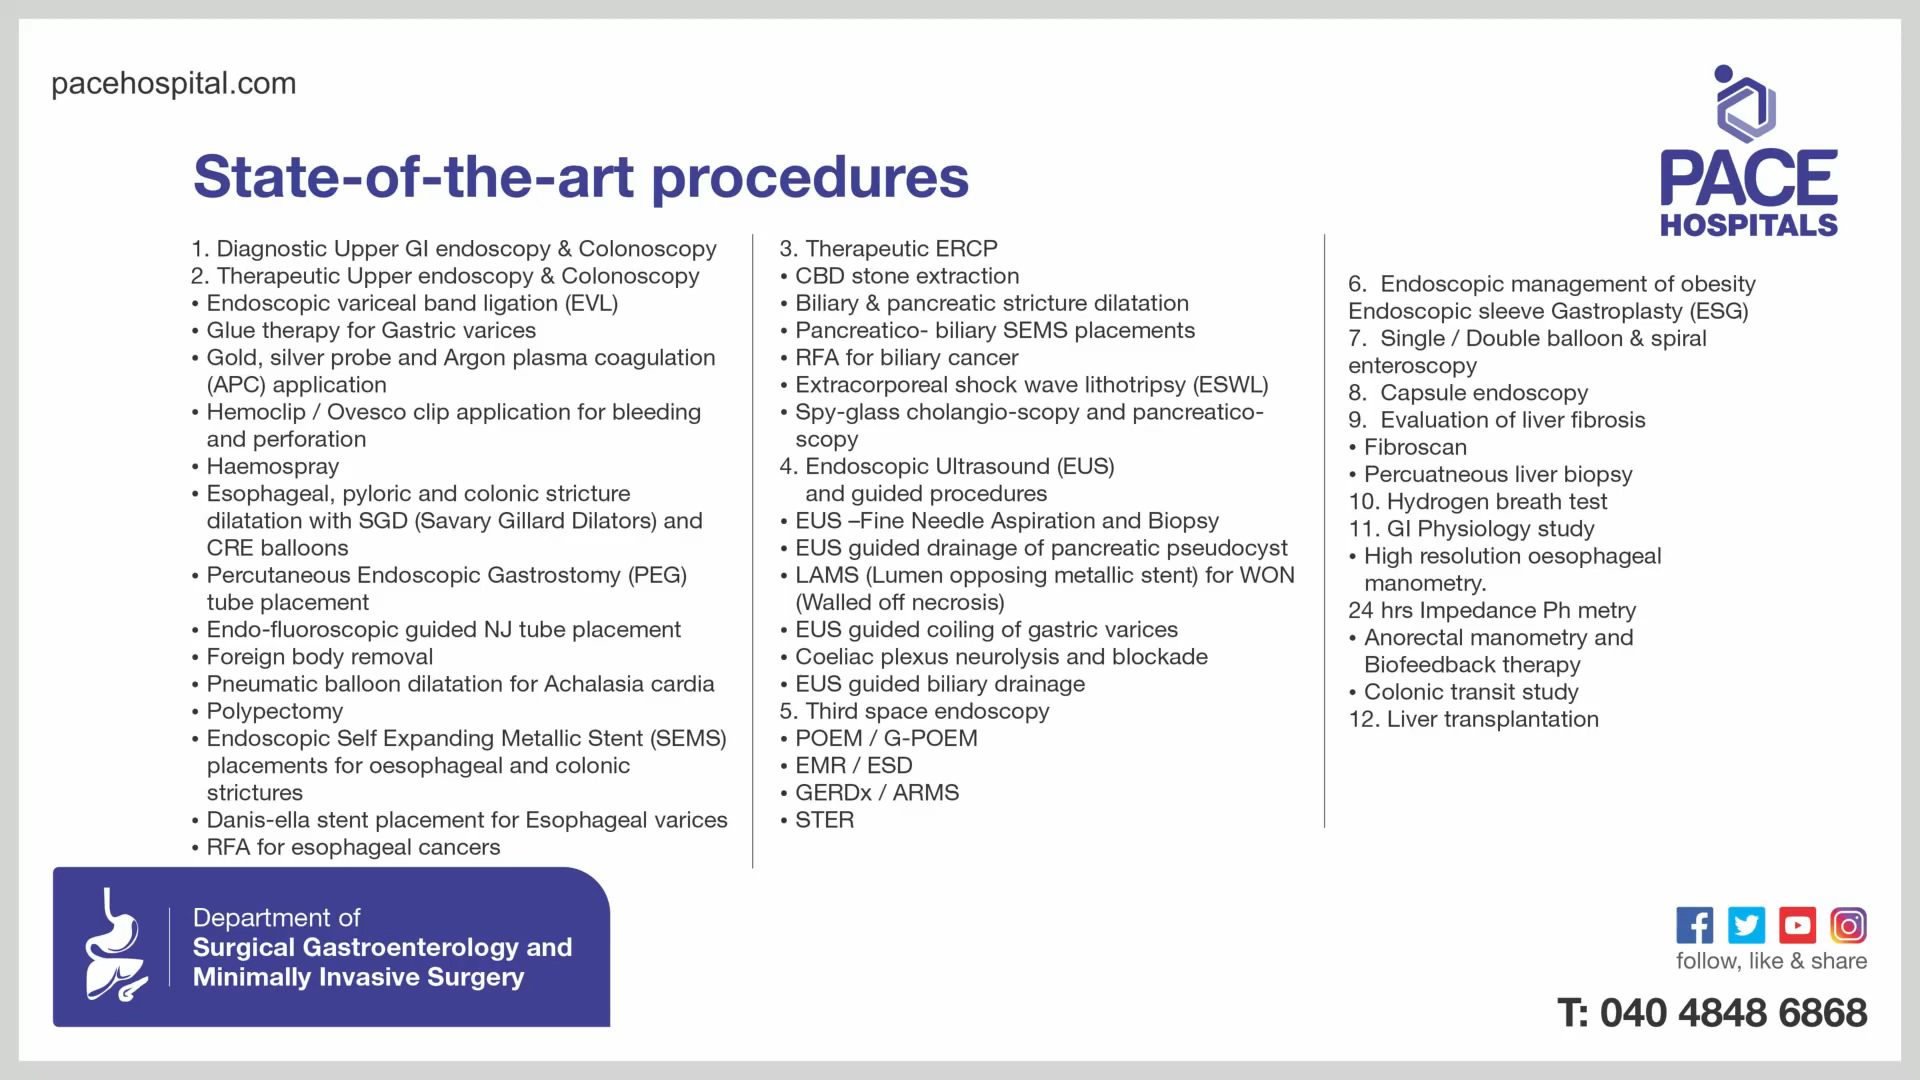 pacehospital.com
PACE
HOSPITALS
State-of-the-art procedures
1. Diagnostic Upper GI endoscopy & Colonoscopy
2. Therapeutic Upper endoscopy & Colonoscopy
• Endoscopic variceal band ligation (EVL)
• Glue therapy for Gastric varices
• Gold, silver probe and Argon plasma coagulation
(APC) application
• Hemoclip / Ovesco clip application for bleeding
and perforation
• Haemospray
• Esophageal, pyloric and colonic stricture
dilatation with SGD (Savary Gillard Dilators) and
CRE balloons
• Percutaneous Endoscopic Gastrostomy (PEG)
tube placement
• Endo-fluoroscopic guided NJ tube placement
• Foreign body removal
• Pneumatic balloon dilatation for Achalasia cardia
• Polypectomy
• Endoscopic Self Expanding Metallic Stent (SEMS)
placements for oesophageal and colonic
strictures
• Danis-ella stent placement for Esophageal varices
• RFA for esophageal cancers
3. Therapeutic ERCP
• CBD stone extraction
• Biliary & pancreatic stricture dilatation
• Pancreatico- biliary SEMS placements
• RFA for biliary cancer
• Extracorporeal shock wave lithotripsy (ESWL)
• Spy-glass cholangio-scopy and pancreatico-
scopy
4. Endoscopic Ultrasound (EUS)
and guided procedures
• EUS –Fine Needle Aspiration and Biopsy
• EUS guided drainage of pancreatic pseudocyst
• LAMS (Lumen opposing metallic stent) for WON
(Walled off necrosis)
• EUS guided coiling of gastric varices
• Coeliac plexus neurolysis and blockade
• EUS guided biliary drainage
5. Third space endoscopy
• POEM / G-POEM
• EMR / ESD
• GERDx / ARMS
• STER
6. Endoscopic management of obesity
Endoscopic sleeve Gastroplasty (ESG)
7. Single / Double balloon & spiral
enteroscopy
8. Capsule endoscopy
9. Evaluation of liver fibrosis
• Fibroscan
• Percuatneous liver biopsy
10. Hydrogen breath test
11. GI Physiology study
• High resolution oesophageal
manometry.
24 hrs Impedance Ph metry
• Anorectal manometry and
Biofeedback therapy
• Colonic transit study
12. Liver transplantation
Department of
Surgical Gastroenterology and
Minimally Invasive Surgery
follow, like & share
T: 040 4848 6868